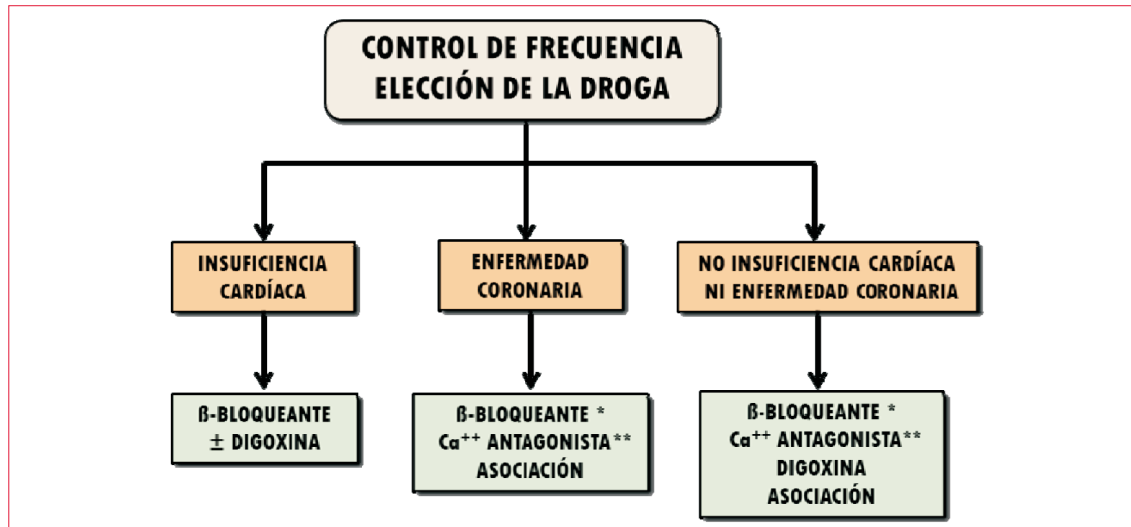 CONTROL DE FRECUENCIA
ELECCIÓN DE LA DROGA
INSUFICIENCIA
CARDÍACA
ENFERMEDAD
CORONARIA
NO INSUFICIENCIA CARDÍACA
NI ENFERMEDAD CORONARIA
ß-BLOQUEANTE
± DIGOXINA
ß-BLOQUEANTE *
Ca⁺⁺ ANTAGONISTA**
ASOCIACIÓN
ß-BLOQUEANTE *
Ca⁺⁺ ANTAGONISTA**
DIGOXINA
ASOCIACIÓN